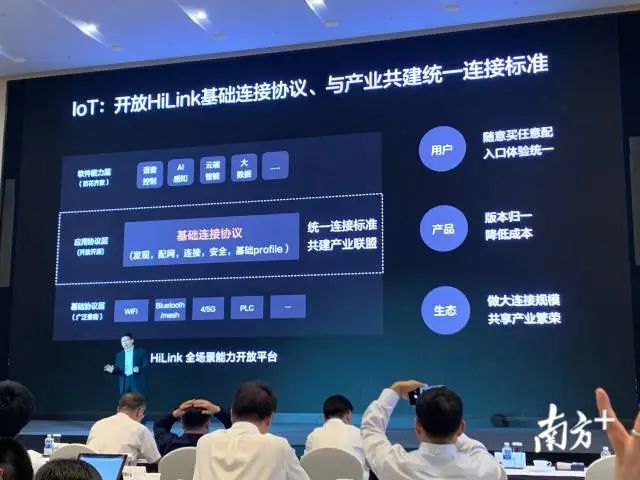 IoT：开放HiLink基础连接协议、与产业共建统一连接标准
软件能力层
（百花齐放）
语音
控制
AI
感知
云端
智能
大
数据
......
应用协议层
（开放开源）
基础连接协议
（发现，配网，连接，安全，基础profile）
统一连接标准
共建产业联盟
基础协议层
（广泛兼容）
WiFi
Bluetooth
/mesh
4/5G
PLC
...
HiLink 全场景能力开放平台
用户
随意买任意配
入口体验统一
产品
版本归一
降低成本
生态
做大连接规模
共享产业繁荣
南方+